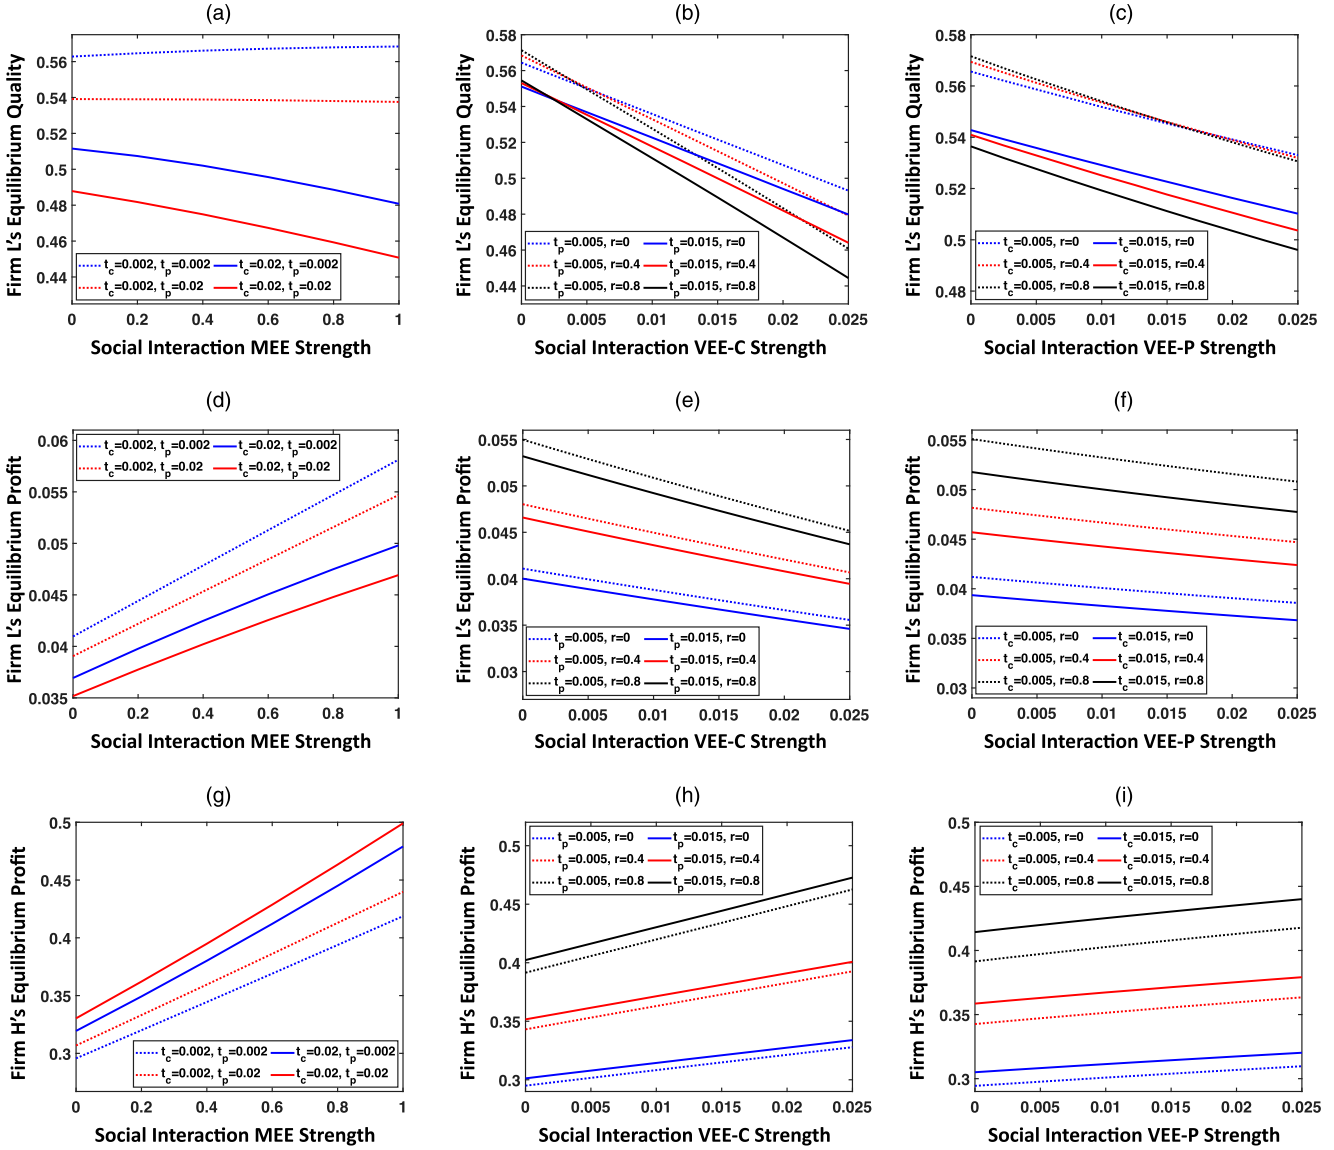 (a)
Firm L's Equilibrium Quality
0.56
0.54
0.52
0.5
0.48
0.46
0.44
t_c=0.002, t_p=0.002 t_c=0.02, t_p=0.002
t_c=0.002, t_p=0.02 t_c=0.02, t_p=0.02
0 0.2 0.4 0.6 0.8 1
Social Interaction MEE Strength
(b)
Firm L's Equilibrium Quality
0.58
0.56
0.54
0.52
0.5
0.48
0.46
0.44
t_p=0.005, r=0 t_p=0.015, r=0
t_p=0.005, r=0.4 t_p=0.015, r=0.4
t_p=0.005, r=0.8 t_p=0.015, r=0.8
0 0.005 0.01 0.015 0.02 0.025
Social Interaction VEE-C Strength
(c)
Firm L's Equilibrium Quality
0.58
0.56
0.54
0.52
0.5
0.48
t_c=0.005, r=0 t_c=0.015, r=0
t_c=0.005, r=0.4 t_c=0.015, r=0.4
t_c=0.005, r=0.8 t_c=0.015, r=0.8
0 0.005 0.01 0.015 0.02 0.025
Social Interaction VEE-P Strength
(d)
Firm L's Equilibrium Profit
0.06
0.055
0.05
0.045
0.04
0.035
t_c=0.002, t_p=0.002 t_c=0.02, t_p=0.002
t_c=0.002, t_p=0.02 t_c=0.02, t_p=0.02
0 0.2 0.4 0.6 0.8 1
Social Interaction MEE Strength
(e)
Firm L's Equilibrium Profit
0.055
0.05
0.045
0.04
0.035
0.03
t_p=0.005, r=0 t_p=0.015, r=0
t_p=0.005, r=0.4 t_p=0.015, r=0.4
t_p=0.005, r=0.8 t_p=0.015, r=0.8
0 0.005 0.01 0.015 0.02 0.025
Social Interaction VEE-C Strength
(f)
Firm L's Equilibrium Profit
0.055
0.05
0.045
0.04
0.035
0.03
t_c=0.005, r=0 t_c=0.015, r=0
t_c=0.005, r=0.4 t_c=0.015, r=0.4
t_c=0.005, r=0.8 t_c=0.015, r=0.8
0 0.005 0.01 0.015 0.02 0.025
Social Interaction VEE-P Strength
(g)
Firm H's Equilibrium Profit
0.5
0.45
0.4
0.35
0.3
t_c=0.002, t_p=0.002 t_c=0.02, t_p=0.002
t_c=0.002, t_p=0.02 t_c=0.02, t_p=0.02
0 0.2 0.4 0.6 0.8 1
Social Interaction MEE Strength
(h)
Firm H's Equilibrium Profit
0.5
0.45
0.4
0.35
0.3
t_p=0.005, r=0 t_p=0.015, r=0
t_p=0.005, r=0.4 t_p=0.015, r=0.4
t_p=0.005, r=0.8 t_p=0.015, r=0.8
0 0.005 0.01 0.015 0.02 0.025
Social Interaction VEE-C Strength
(i)
Firm H's Equilibrium Profit
0.5
0.45
0.4
0.35
0.3
t_c=0.005, r=0 t_c=0.015, r=0
t_c=0.005, r=0.4 t_c=0.015, r=0.4
t_c=0.005, r=0.8 t_c=0.015, r=0.8
0 0.005 0.01 0.015 0.02 0.025
Social Interaction VEE-P Strength